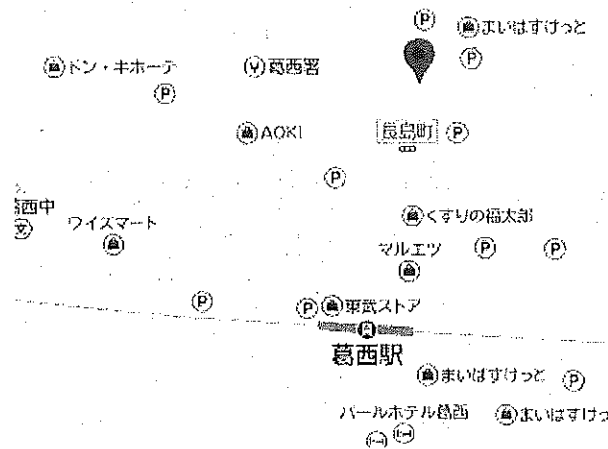 P
まいばすけっと
ドン・キホーテ
葛西署
P
P
AOKI
長島町
P
P
葛西中
文
ワイズマート
くすりの福太郎
マルエツ
P
P
P
P
東武ストア
葛西駅
まいばすけっと
P
パールホテル葛西
まいばすけっ